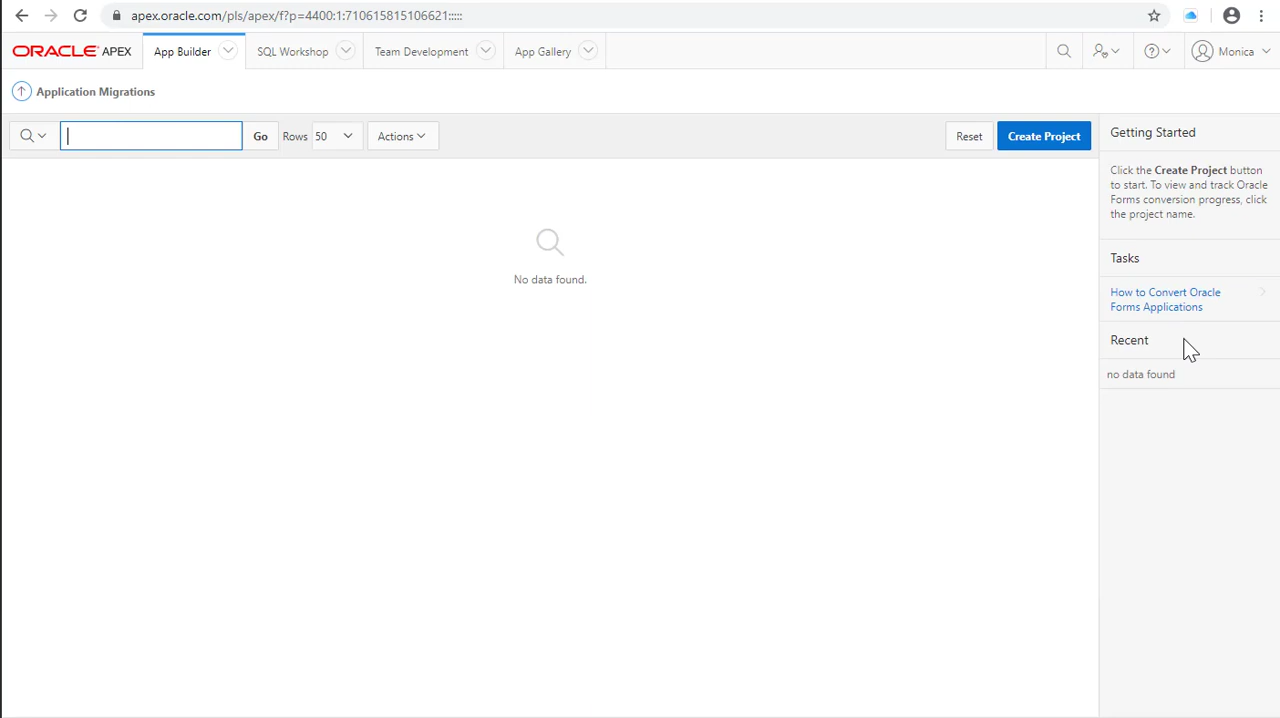 apex.oracle.com/pls/apex/f?p=4400:1:710615815106621:::::
ORACLE APEX App Builder SQL Workshop Team Development App Gallery Monica
Application Migrations
Go Rows 50 Actions Reset Create Project
Getting Started
Click the Create Project button
to start. To view and track Oracle
Forms conversion progress, click
the project name.
No data found.
Tasks
How to Convert Oracle
Forms Applications
Recent
no data found